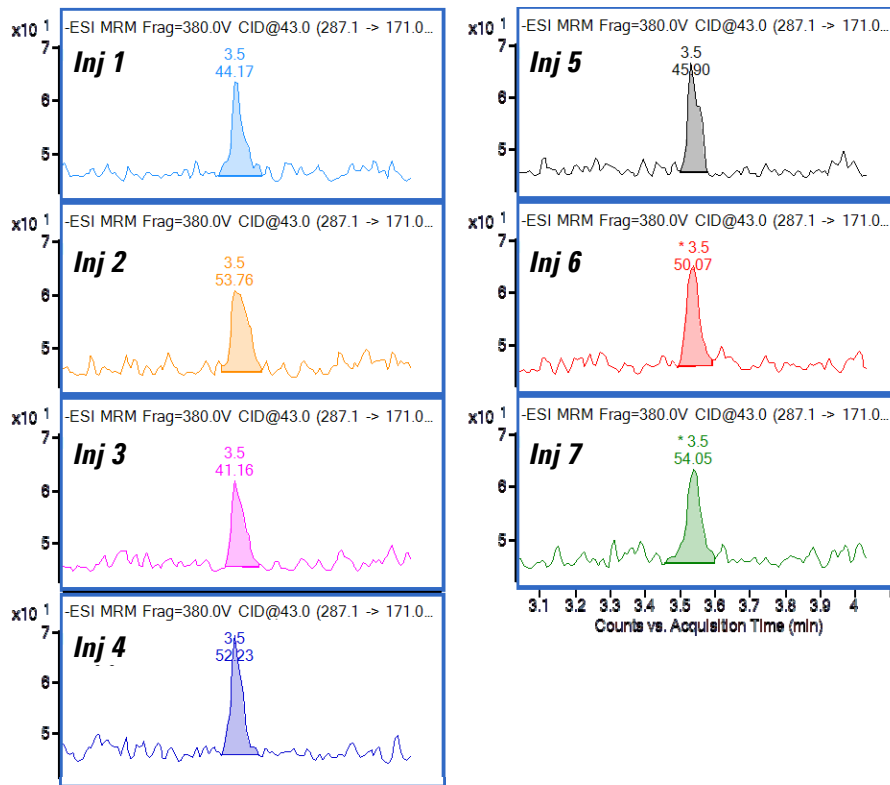 -ESI MRM Frag=380.0V CID@43.0 (287.1 -> 171.0...
x10 1
Inj 1
3.5
44.17
7
6
5
-ESI MRM Frag=380.0V CID@43.0 (287.1 -> 171.0...
x10 1
Inj 2
3.5
53.76
7
6
5
-ESI MRM Frag=380.0V CID@43.0 (287.1 -> 171.0...
x10 1
Inj 3
3.5
41.16
7
6
5
-ESI MRM Frag=380.0V CID@43.0 (287.1 -> 171.0...
x10 1
Inj 4
3.5
52.23
7
6
5
-ESI MRM Frag=380.0V CID@43.0 (287.1 -> 171.0...
x10 1
Inj 5
3.5
45.90
7
6
5
-ESI MRM Frag=380.0V CID@43.0 (287.1 -> 171.0...
x10 1
Inj 6
* 3.5
50.07
7
6
5
-ESI MRM Frag=380.0V CID@43.0 (287.1 -> 171.0...
x10 1
Inj 7
* 3.5
54.05
7
6
5
3.1 3.2 3.3 3.4 3.5 3.6 3.7 3.8 3.9 4
Counts vs. Acquisition Time (min)